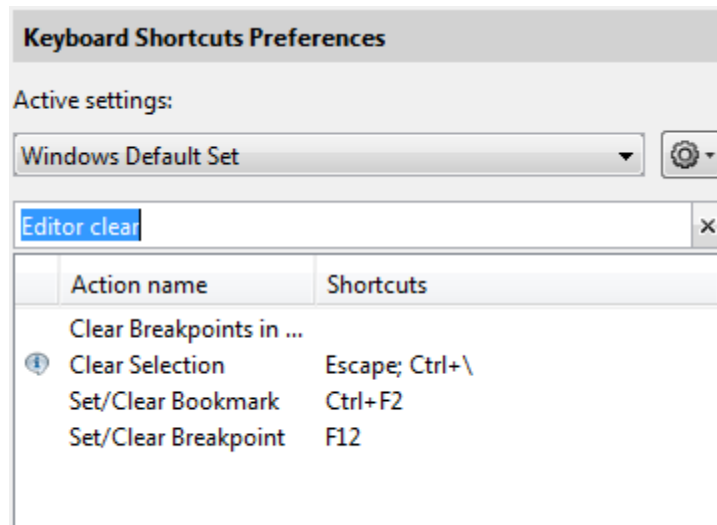 Keyboard Shortcuts Preferences
Active settings:
Windows Default Set
Editor clear
Action name Shortcuts
Clear Breakpoints in ...
Clear Selection Escape; Ctrl+\
Set/Clear Bookmark Ctrl+F2
Set/Clear Breakpoint F12